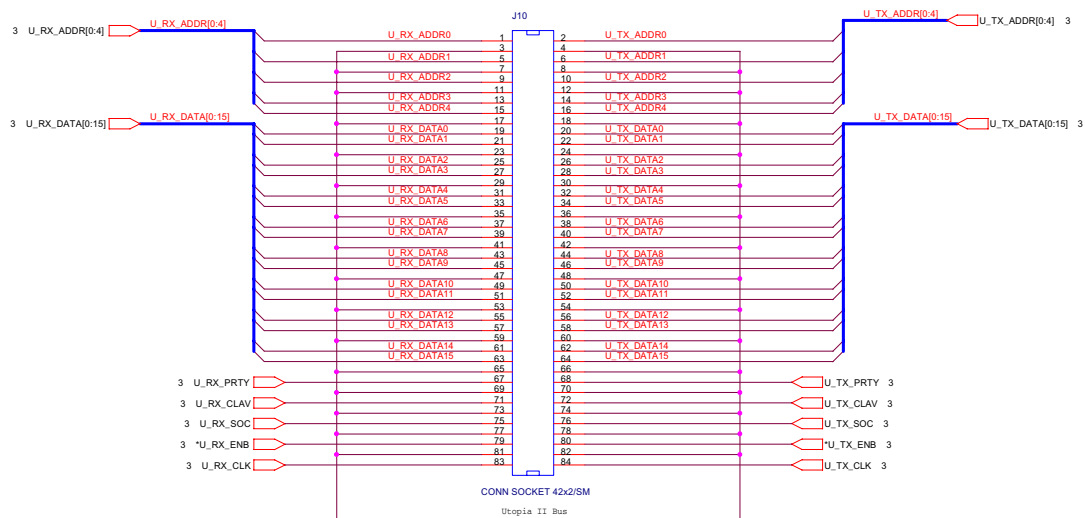 J10
3 U_RX_ADDR[0:4] U_RX_ADDR[0:4] U_TX_ADDR[0:4] U_TX_ADDR[0:4] 3
U_RX_ADDR0 1 2 U_TX_ADDR0
3 4
U_RX_ADDR1 5 6 U_TX_ADDR1
7 8
U_RX_ADDR2 9 10 U_TX_ADDR2
11 12
U_RX_ADDR3 13 14 U_TX_ADDR3
U_RX_ADDR4 15 16 U_TX_ADDR4
3 U_RX_DATA[0:15] U_RX_DATA[0:15] 17 18 U_TX_DATA[0:15] U_TX_DATA[0:15] 3
U_RX_DATA0 19 20 U_TX_DATA0
U_RX_DATA1 21 22 U_TX_DATA1
23 24
U_RX_DATA2 25 26 U_TX_DATA2
U_RX_DATA3 27 28 U_TX_DATA3
29 30
U_RX_DATA4 31 32 U_TX_DATA4
U_RX_DATA5 33 34 U_TX_DATA5
35 36
U_RX_DATA6 37 38 U_TX_DATA6
U_RX_DATA7 39 40 U_TX_DATA7
41 42
U_RX_DATA8 43 44 U_TX_DATA8
U_RX_DATA9 45 46 U_TX_DATA9
47 48
U_RX_DATA10 49 50 U_TX_DATA10
U_RX_DATA11 51 52 U_TX_DATA11
53 54
U_RX_DATA12 55 56 U_TX_DATA12
U_RX_DATA13 57 58 U_TX_DATA13
59 60
U_RX_DATA14 61 62 U_TX_DATA14
U_RX_DATA15 63 64 U_TX_DATA15
65 66
3 U_RX_PRTY 67 68 U_TX_PRTY 3
69 70
3 U_RX_CLAV 71 72 U_TX_CLAV 3
73 74
3 U_RX_SOC 75 76 U_TX_SOC 3
77 78
3 *U_RX_ENB 79 80 *U_TX_ENB 3
81 82
3 U_RX_CLK 83 84 U_TX_CLK 3
CONN SOCKET 42x2/SM
Utopia II Bus